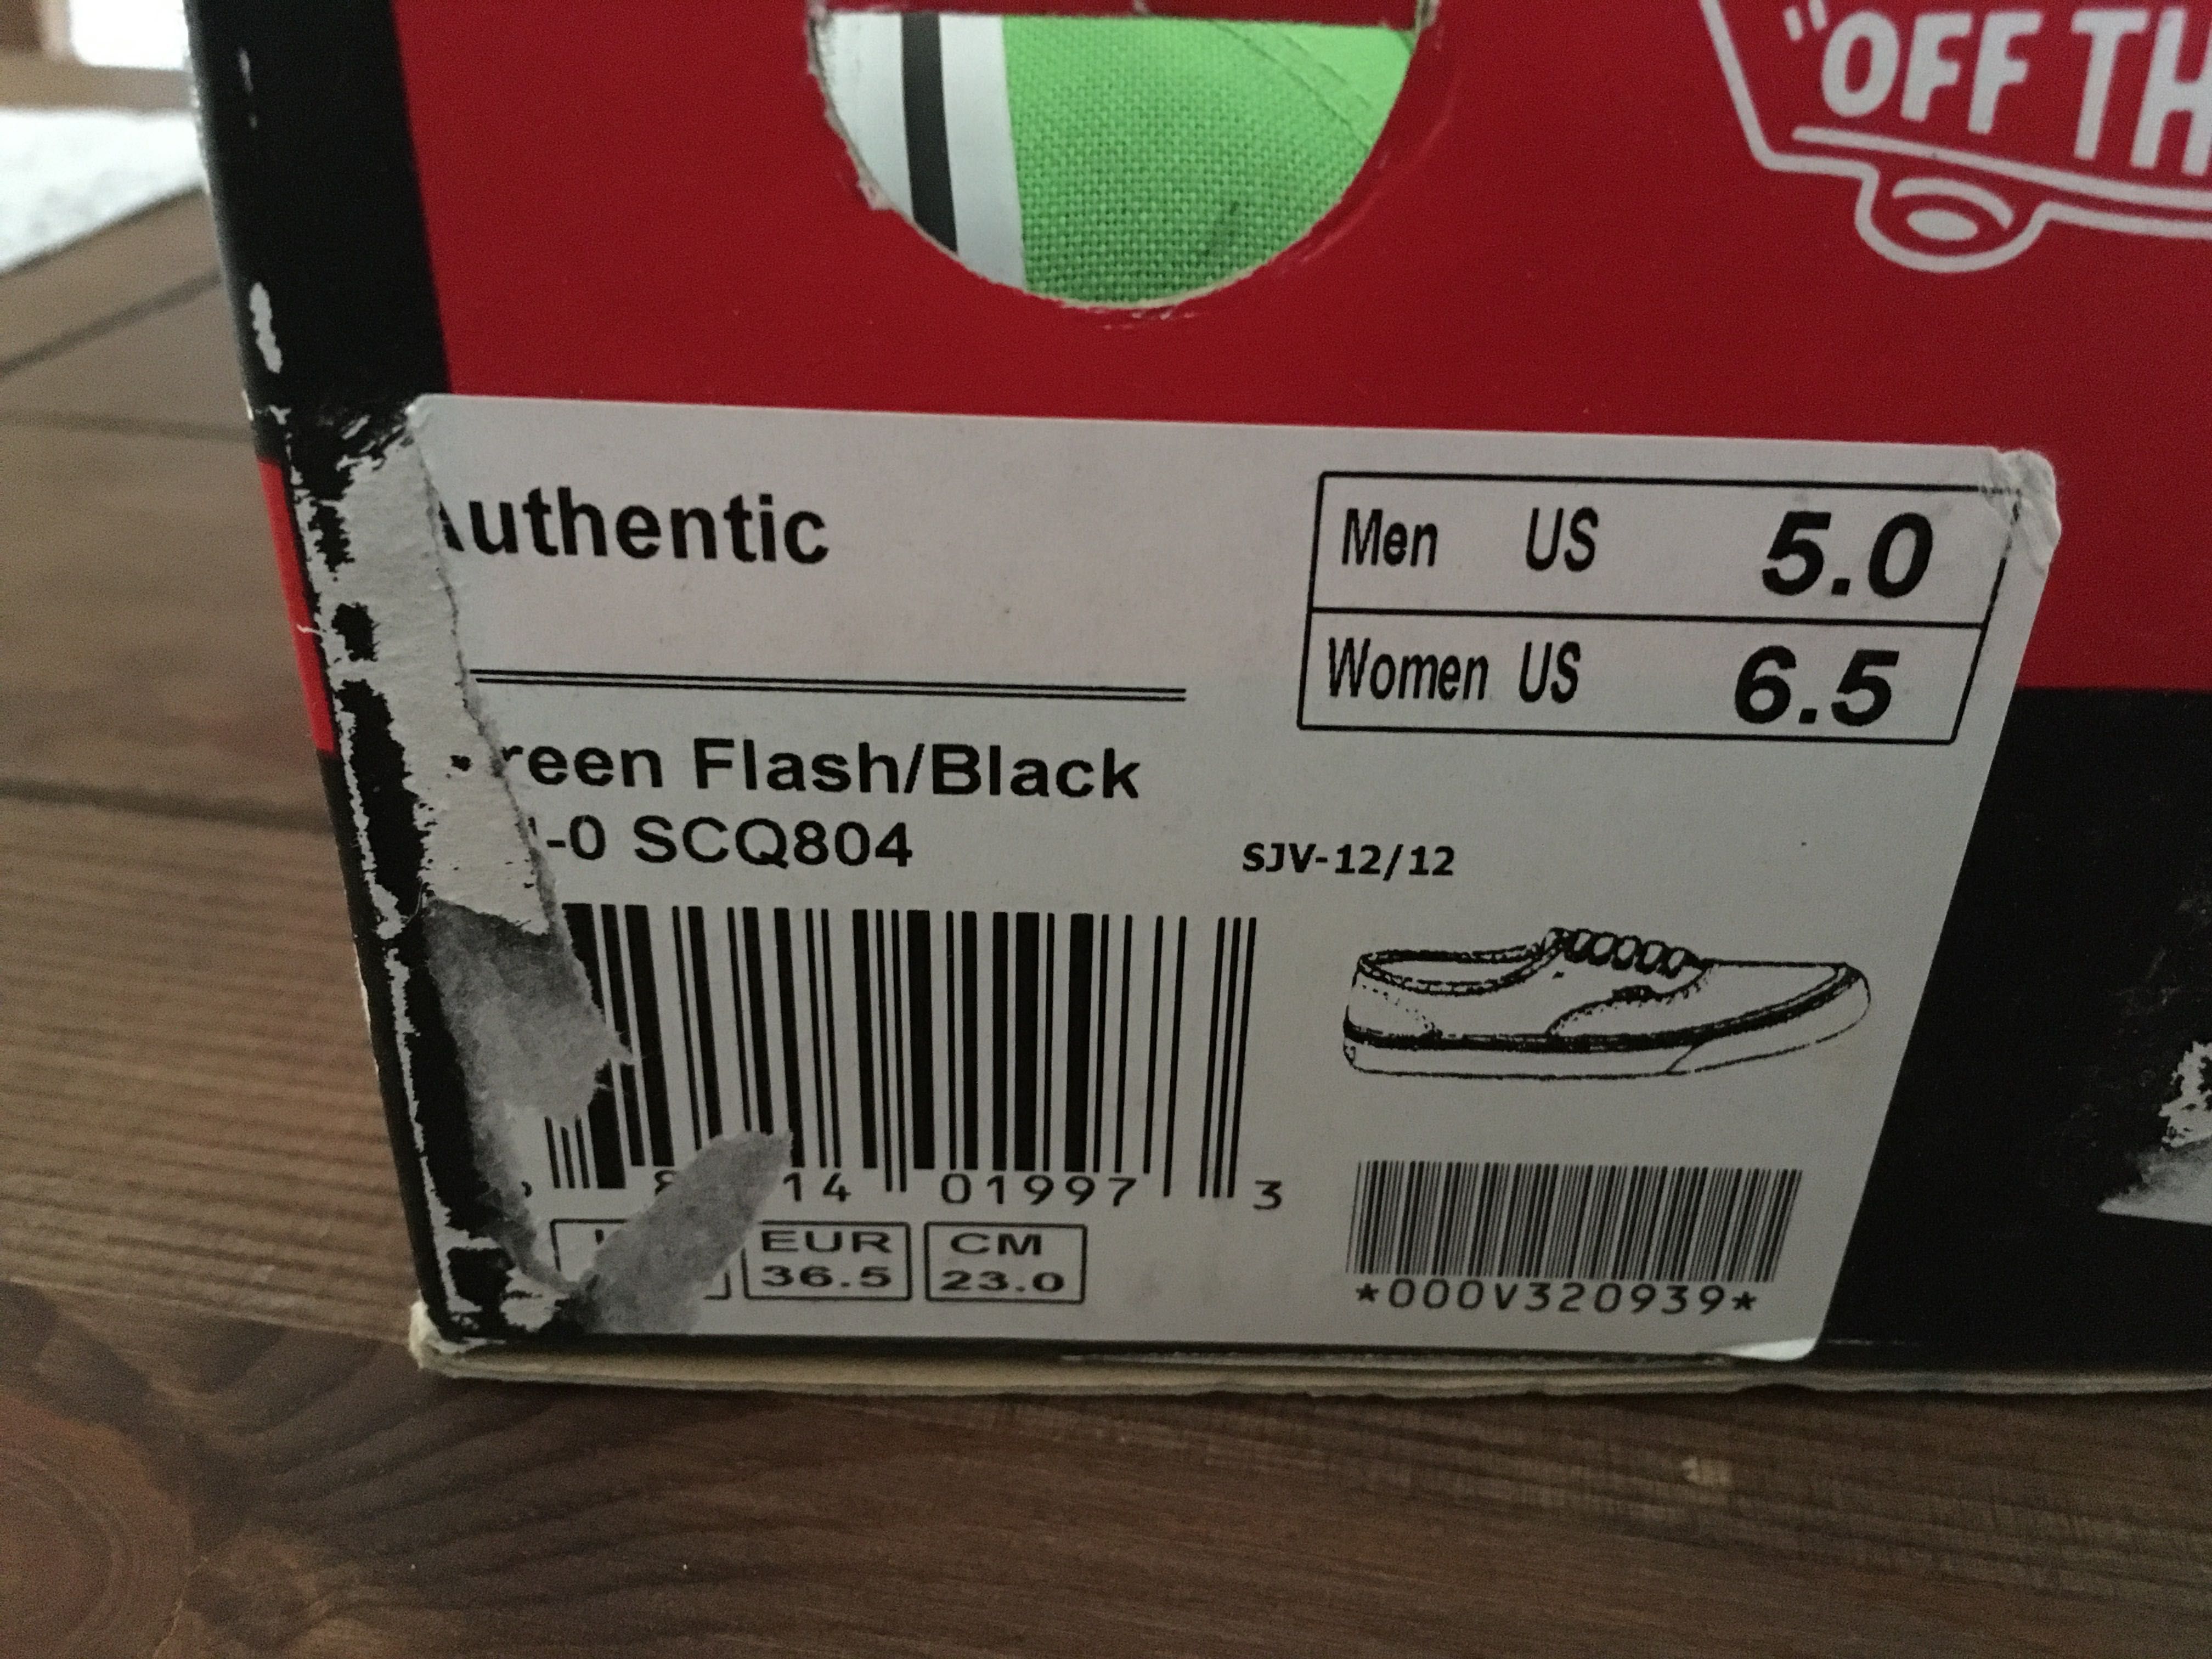 "OFF TH
Authentic
Men US 5.0
Women US 6.5
Green Flash/Black
-0 SCQ804
SJV-12/12
14 01997 3
EUR
36.5
CM
23.0
*000V320939*